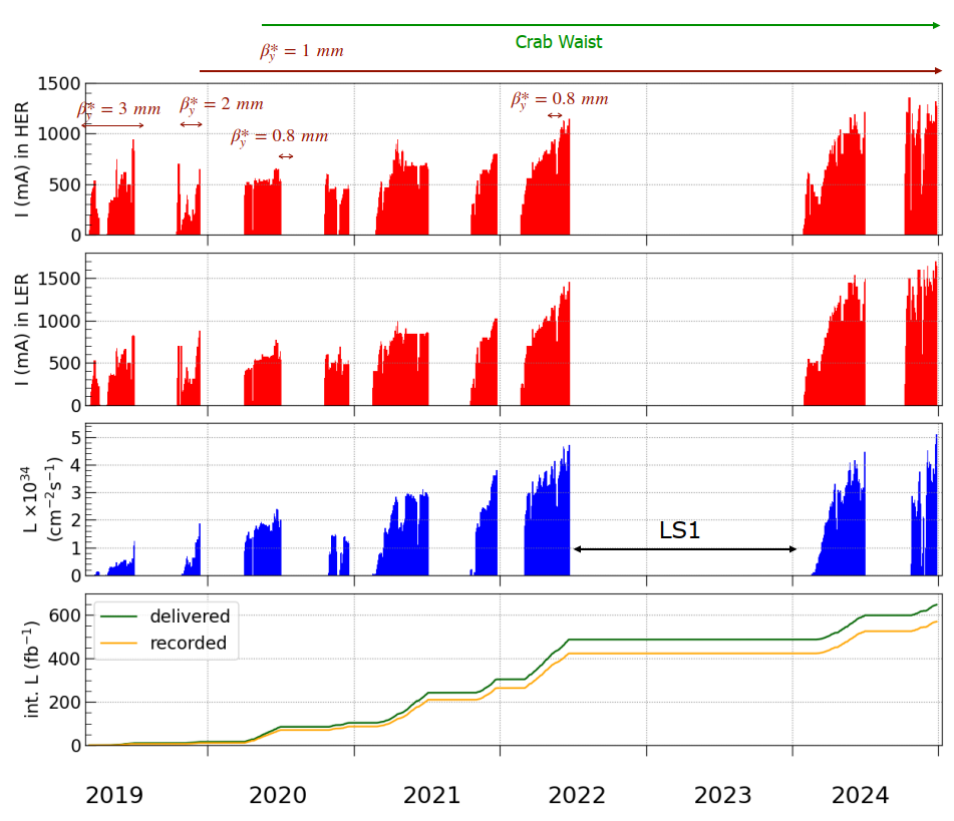 Crab Waist
β*y = 1 mm
β*y = 3 mm
β*y = 2 mm
β*y = 0.8 mm
β*y = 0.8 mm
I (mA) in HER
1500
1000
500
0
I (mA) in LER
1500
1000
500
0
L ×10^34
(cm^−2s^−1)
5
4
3
2
1
0
LS1
int. L (fb^−1)
600
400
200
0
delivered
recorded
2019 2020 2021 2022 2023 2024